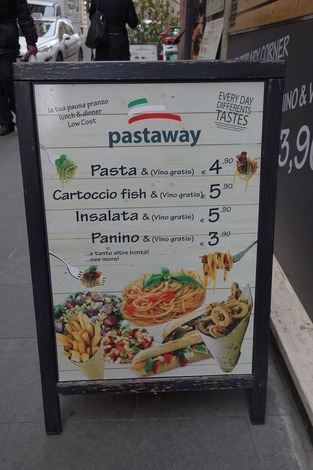 la tua pausa pranzo
lunch & dinner
Low Cost
EVERY DAY
DIFFERENTS
TASTES
pastaway
Pasta & (Vino gratis) € 4,90
Cartoccio fish & (Vino gratis) € 5,90
Insalata & (Vino gratis) € 5,90
Panino & (Vino gratis) € 3,90
...e tante altre bontà!
...see more!
CORNER
3,90